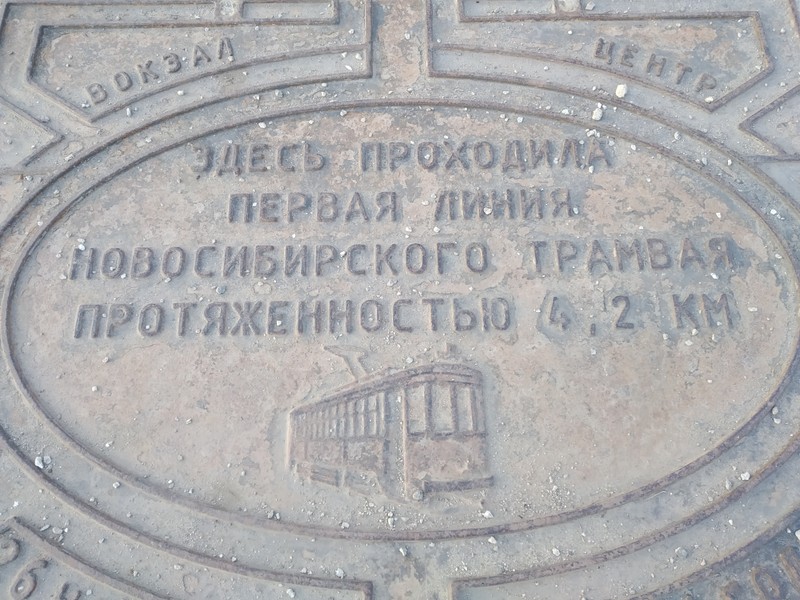 ВОКЗАЛ
ЦЕНТР
ЗДЕСЬ ПРОХОДИЛА
ПЕРВАЯ ЛИНИЯ
НОВОСИБИРСКОГО ТРАМВАЯ
ПРОТЯЖЕННОСТЬЮ 4,2 КМ